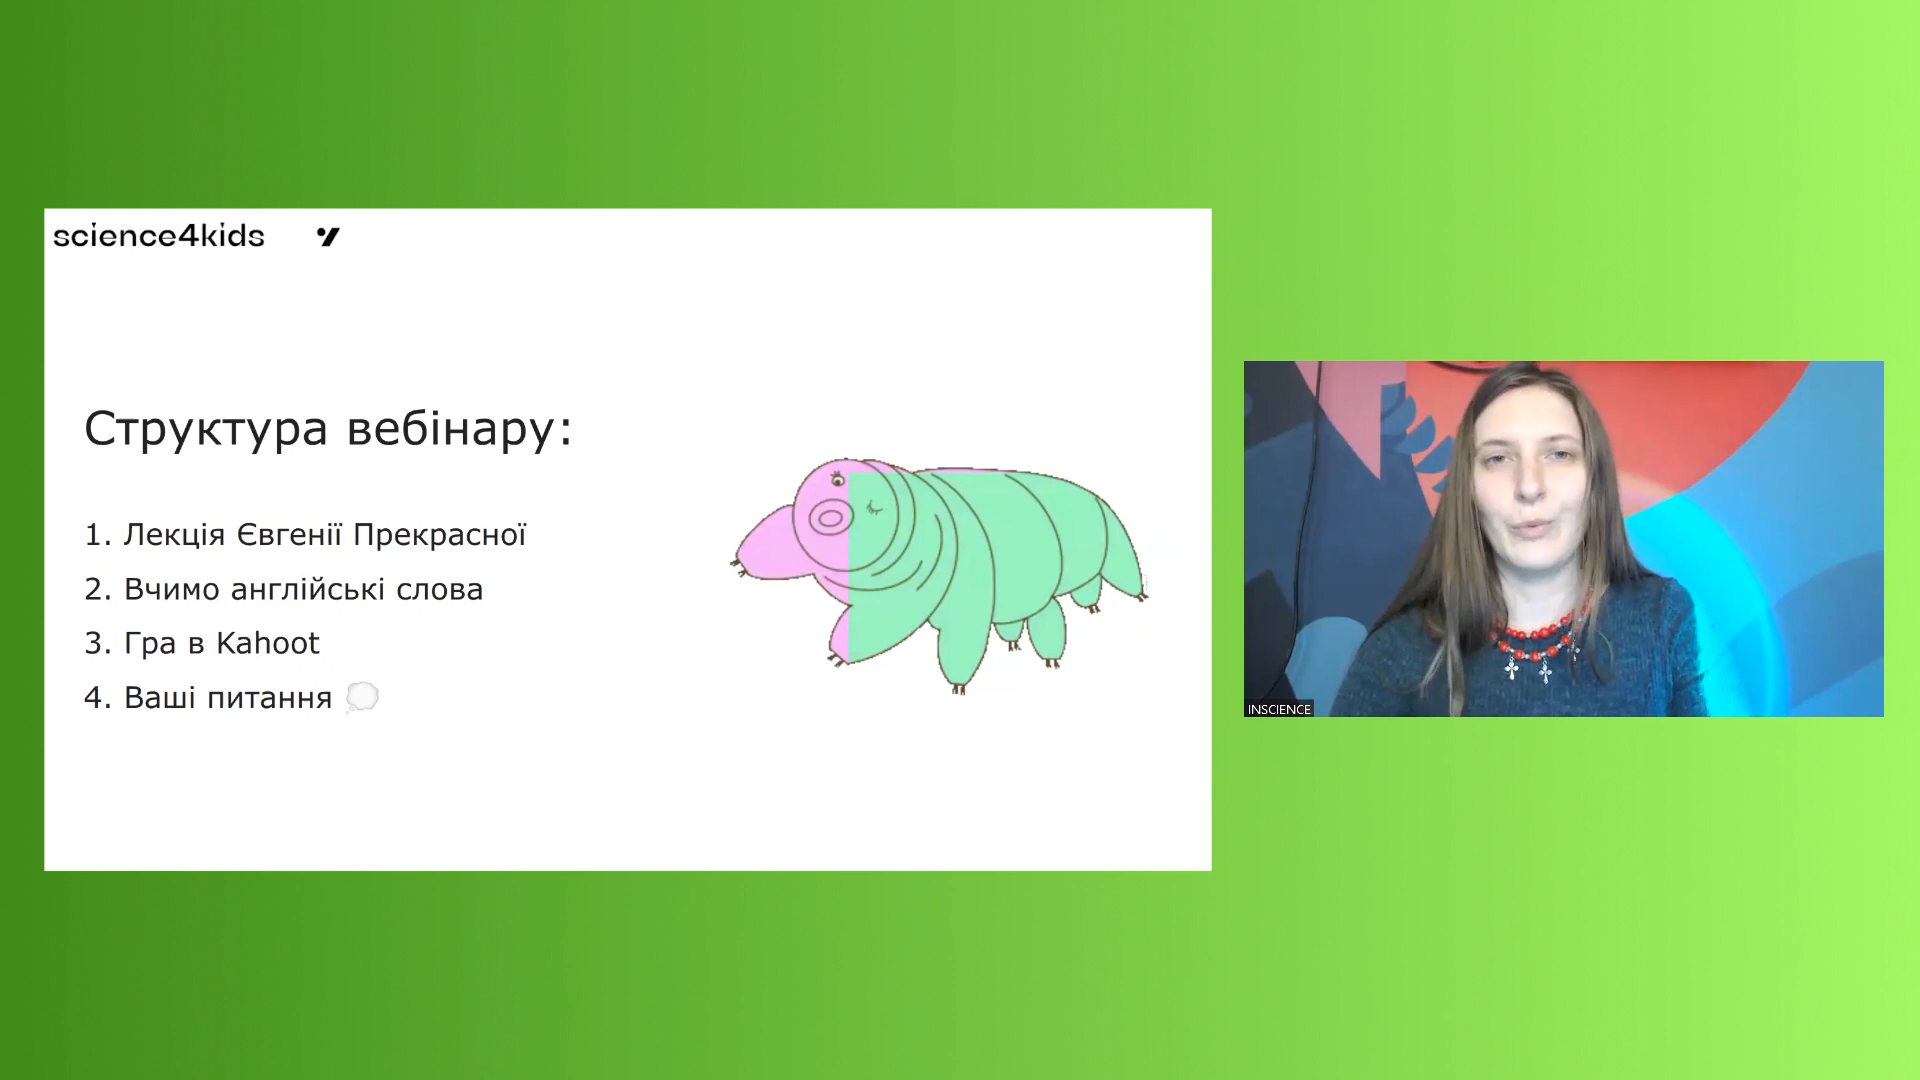 science4kids
Структура вебінару:
1. Лекція Євгенії Прекрасної
2. Вчимо англійські слова
3. Гра в Kahoot
4. Ваші питання
INSCIENCE